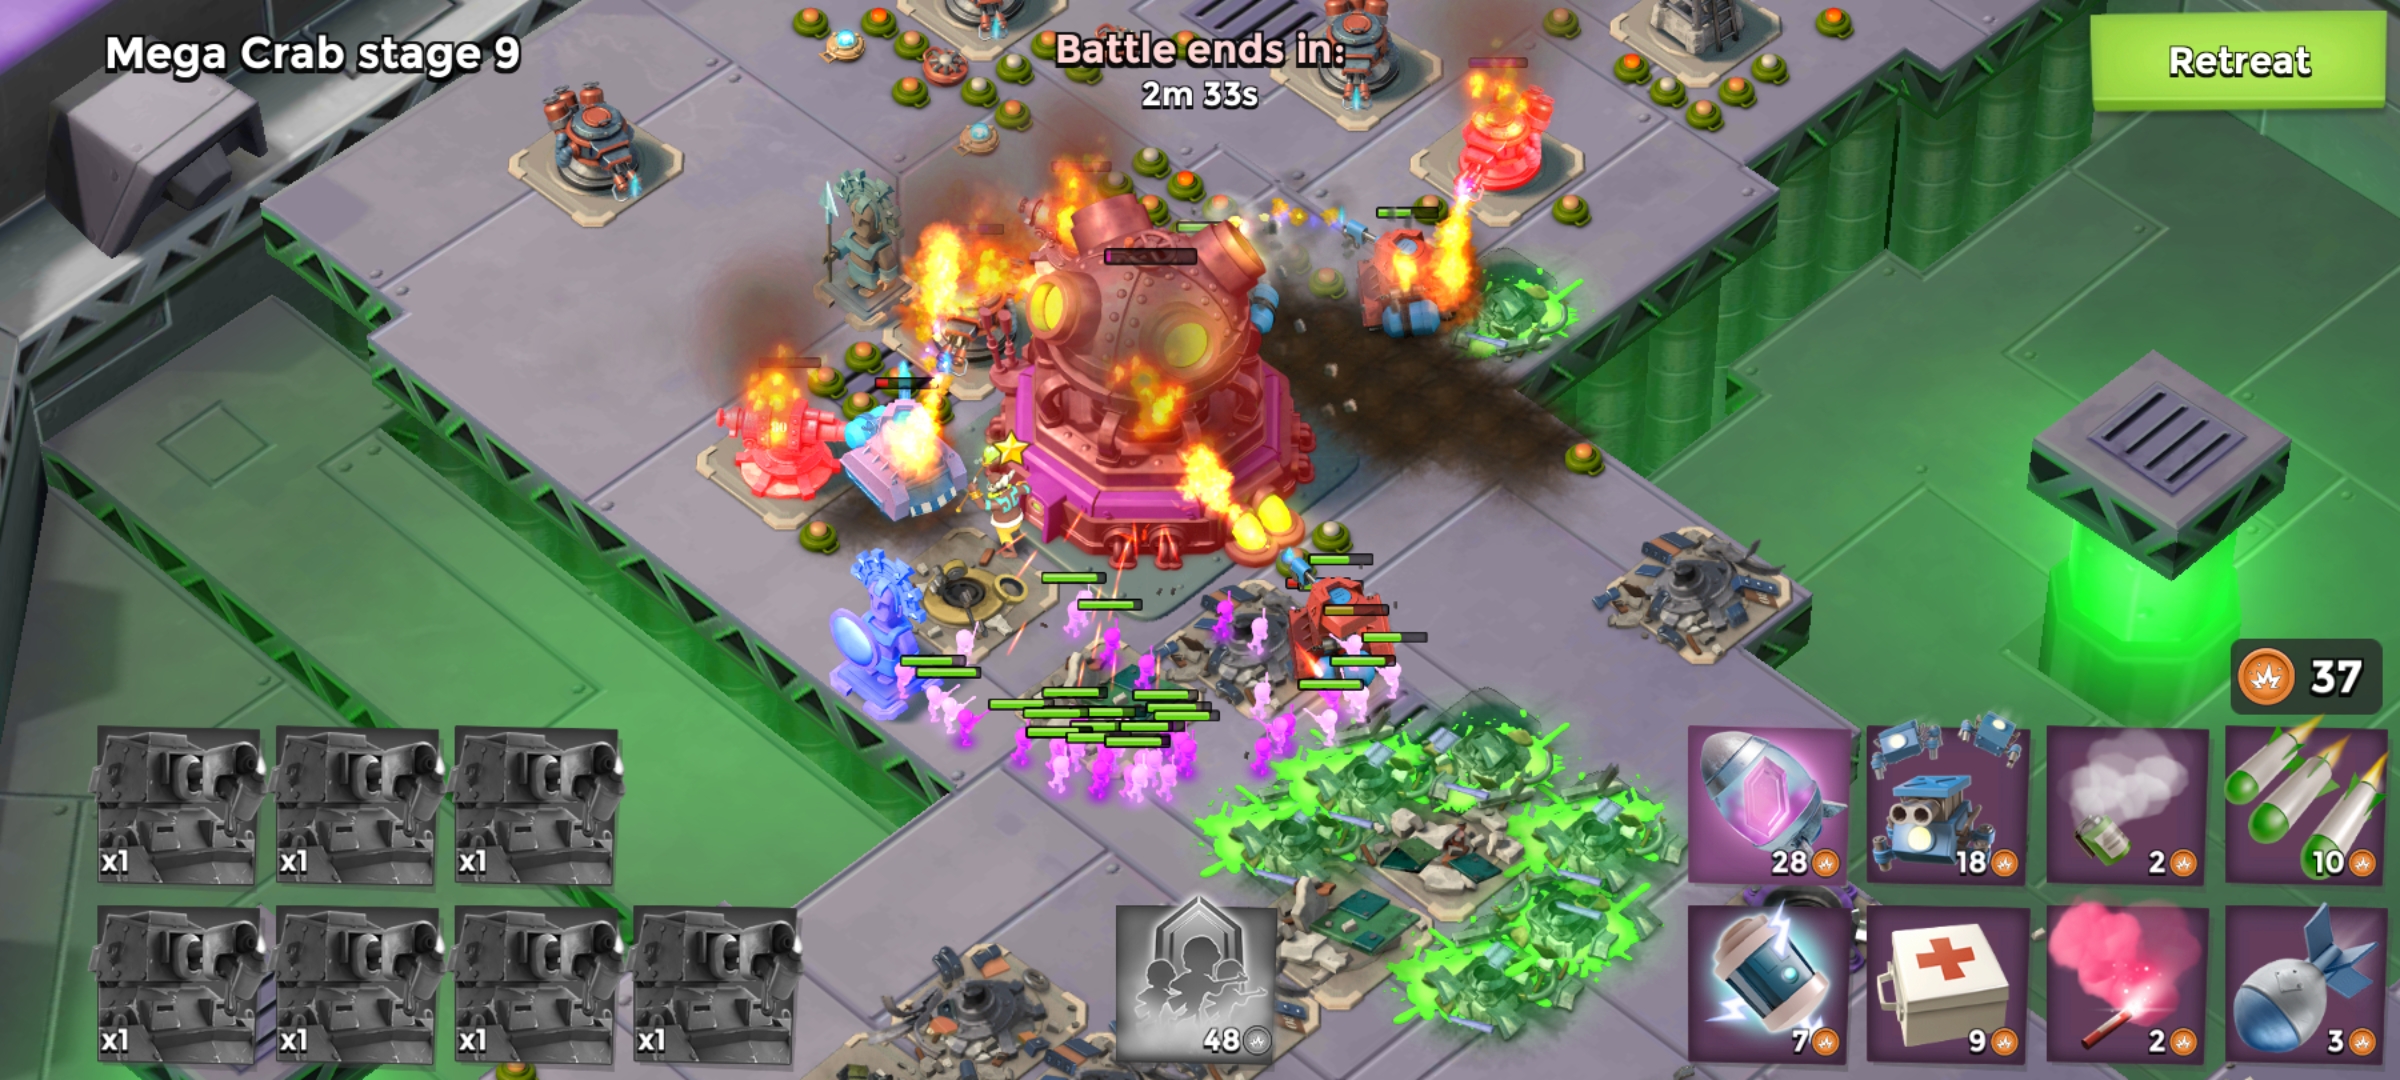 Mega Crab stage 9
Battle ends in:
2m 33s
Retreat
37
x1
x1
x1
28
18
2
10
x1
x1
x1
x1
48
7
9
2
3